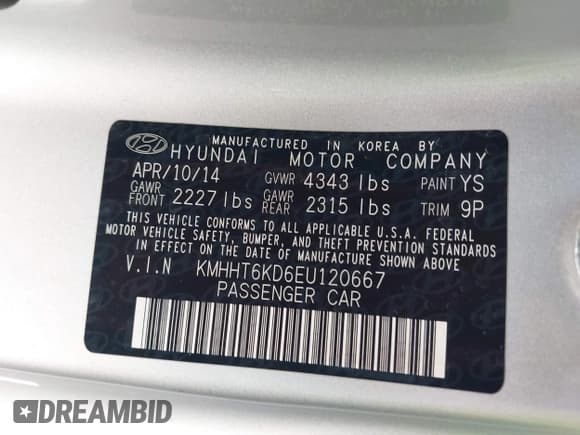 MANUFACTURED IN KOREA BY
HYUNDAI MOTOR COMPANY
APR/10/14 GVWR 4343 lbs PAINT YS
GAWR FRONT 2227 lbs GAWR REAR 2315 lbs TRIM 9P
THIS VEHICLE CONFORMS TO ALL APPLICABLE U.S.A. FEDERAL
MOTOR VEHICLE SAFETY, BUMPER, AND THEFT PREVENTION STANDARDS
IN EFFECT ON THE DATE OF MANUFACTURE SHOWN ABOVE
V.I.N KMHHT6KD6EU120667
PASSENGER CAR
DREAMBID